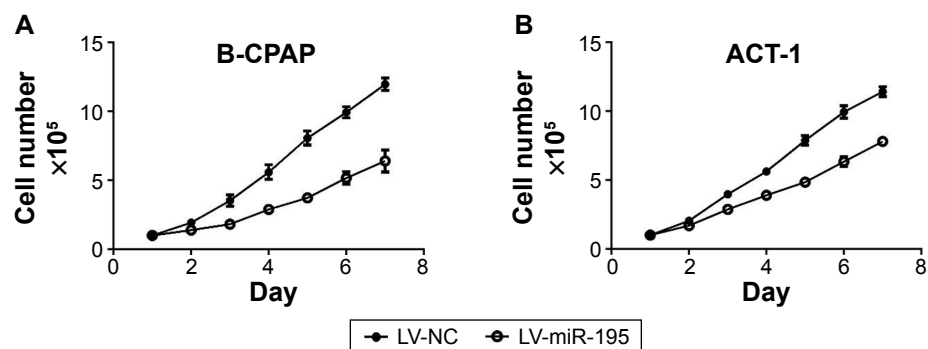 A
B-CPAP
Cell number
×10⁵
15
10
5
0
0 2 4 6 8
Day
B
ACT-1
Cell number
×10⁵
15
10
5
0
0 2 4 6 8
Day
LV-NC LV-miR-195